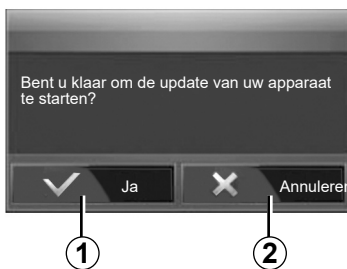 Bent u klaar om de update van uw apparaat
te starten?
Ja
Annuleren
1
2